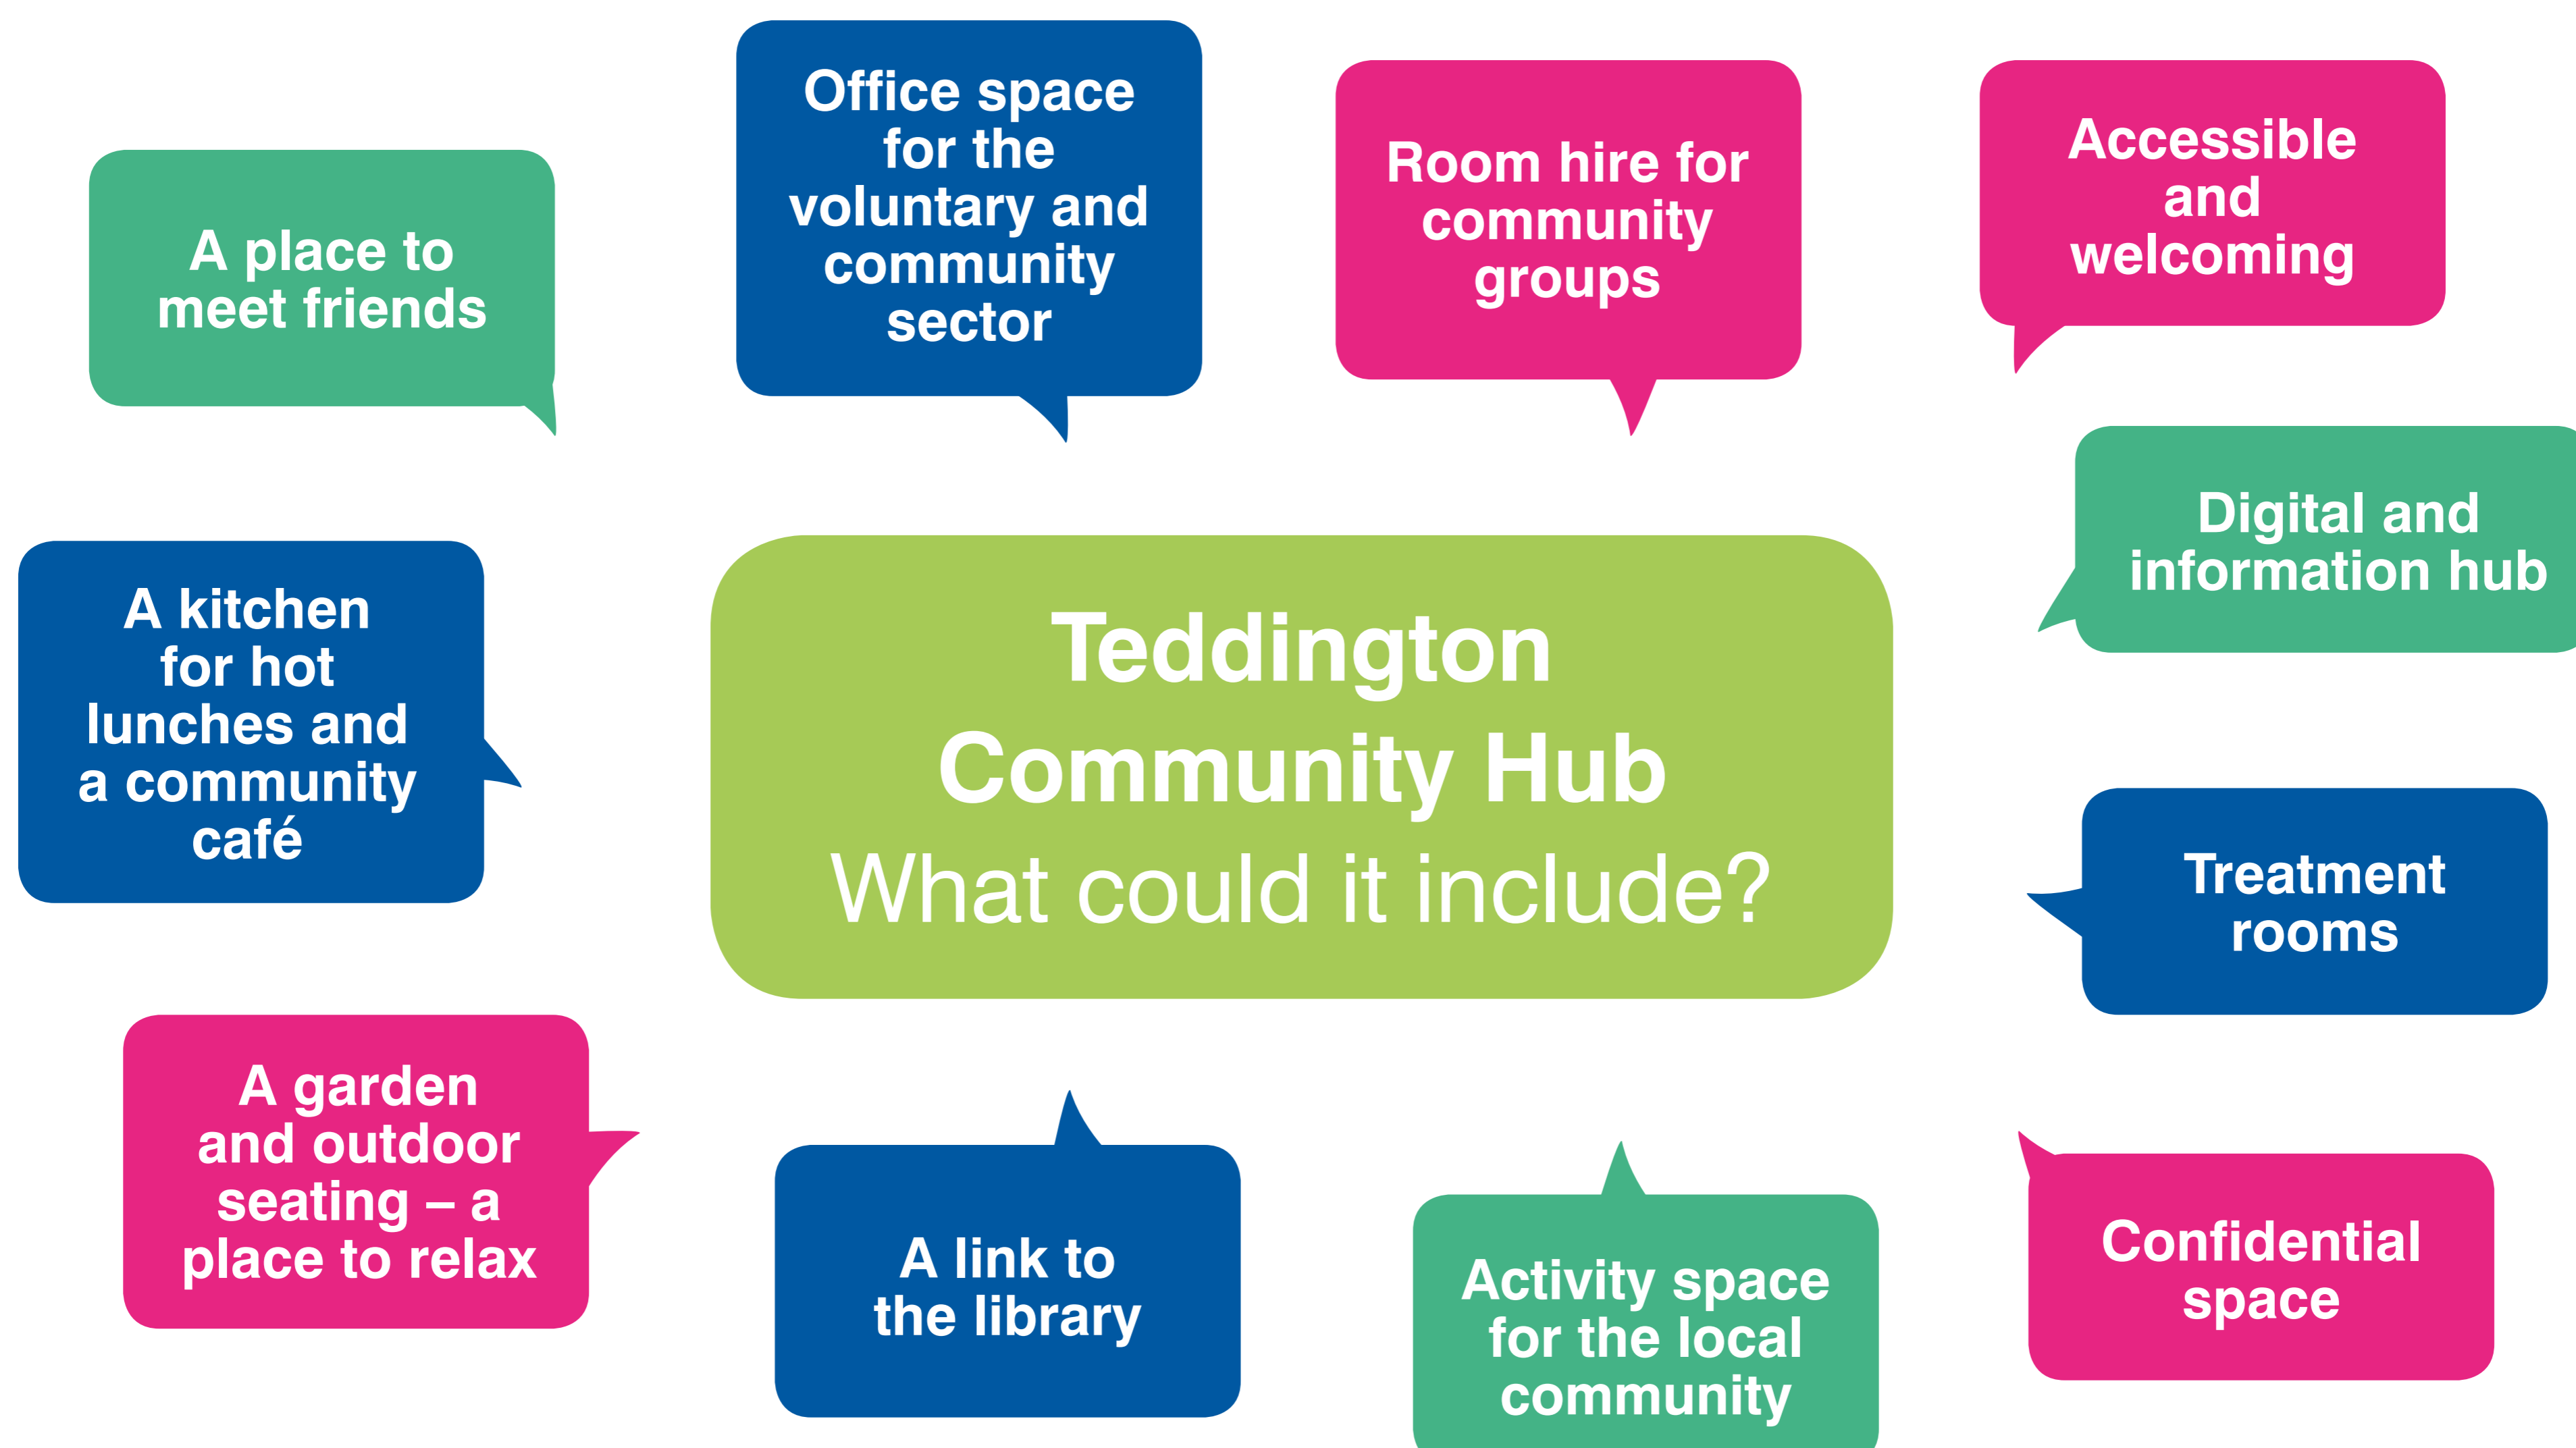 A place to
meet friends
Office space
for the
voluntary and
community
sector
Room hire for
community
groups
Accessible
and
welcoming
A kitchen
for hot
lunches and
a community
café
Teddington
Community Hub
What could it include?
Digital and
information hub
Treatment
rooms
A garden
and outdoor
seating – a
place to relax
A link to
the library
Activity space
for the local
community
Confidential
space